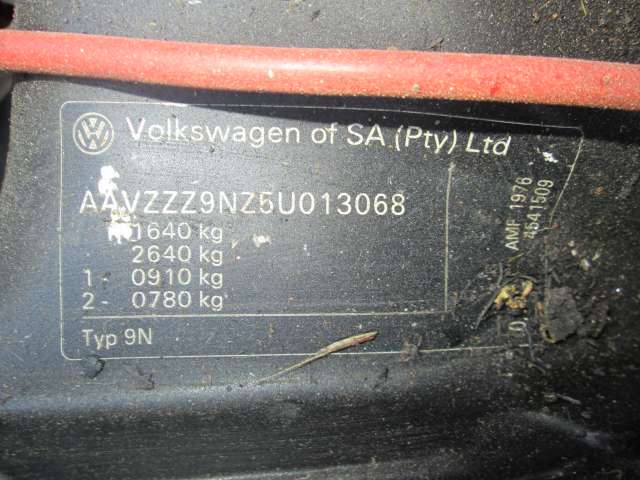 Volkswagen of SA (Pty) Ltd
AAVZZZ9NZ5U013068
1640 kg
2640 kg
1 - 0910 kg
2 - 0780 kg
Typ 9N
AMF 1976
4541509